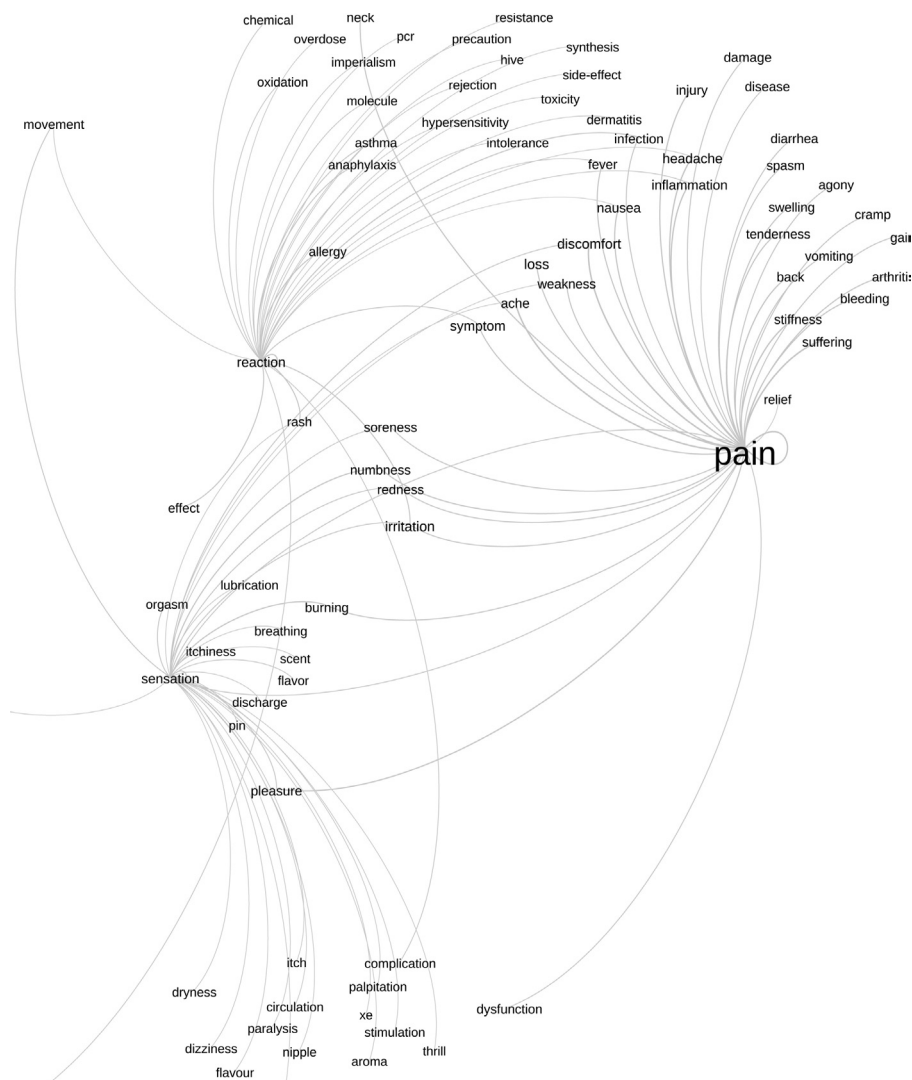 chemical
neck
resistance
overdose
pcr
precaution
synthesis
imperialism
hive
damage
oxidation
rejection
side-effect
injury
disease
molecule
toxicity
movement
hypersensitivity
dermatitis
asthma
intolerance
infection
diarrhea
anaphylaxis
fever
headache
spasm
inflammation
agony
nausea
swelling
cramp
tenderness
allergy
discomfort
vomiting
loss
back
weakness
bleeding
ache
symptom
stiffness
suffering
reaction
relief
rash
soreness
pain
numbness
redness
effect
irritation
lubrication
orgasm
burning
breathing
itchiness
scent
sensation
flavor
discharge
pin
pleasure
itch
complication
dryness
palpitation
circulation
xe
dysfunction
paralysis
stimulation
dizziness
nipple
thrill
aroma
flavour